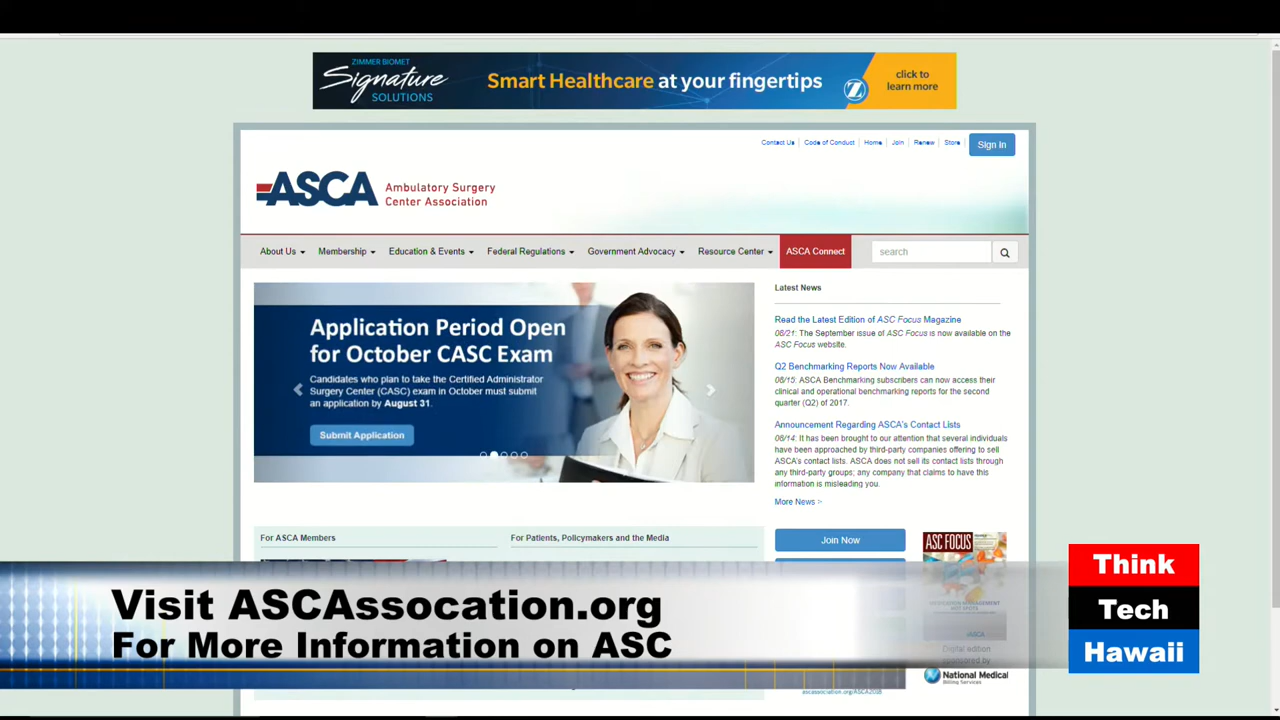 ZIMMER BIOMET
Signature
SOLUTIONS
Smart Healthcare at your fingertips
click to
learn more
Contact Us
Code of Conduct
Home
Join
Renew
Store
Sign In
ASCA
Ambulatory Surgery
Center Association
About Us
Membership
Education & Events
Federal Regulations
Government Advocacy
Resource Center
ASCA Connect
search
Application Period Open
for October CASC Exam
Candidates who plan to take the Certified Administrator
Surgery Center (CASC) exam in October must submit
an application by August 31.
Submit Application
Latest News
Read the Latest Edition of ASC Focus Magazine
08/21: The September issue of ASC Focus is now available on the
ASC Focus website.
Q2 Benchmarking Reports Now Available
08/15: ASCA Benchmarking subscribers can now access their
clinical and operational benchmarking reports for the second
quarter (Q2) of 2017.
Announcement Regarding ASCA's Contact Lists
08/14: It has been brought to our attention that several individuals
have been approached by third-party companies offering to sell
ASCA's contact lists. ASCA does not sell its contact lists through
any third-party groups; any company that claims to have this
information is misleading you.
More News >
For ASCA Members
For Patients, Policymakers and the Media
Join Now
ASC FOCUS
ASCA
Digital edition
sponsored by
National Medical
Billing Services
ascassociation.org/ASCA2018
Visit ASCAssocation.org
For More Information on ASC
Think
Tech
Hawaii